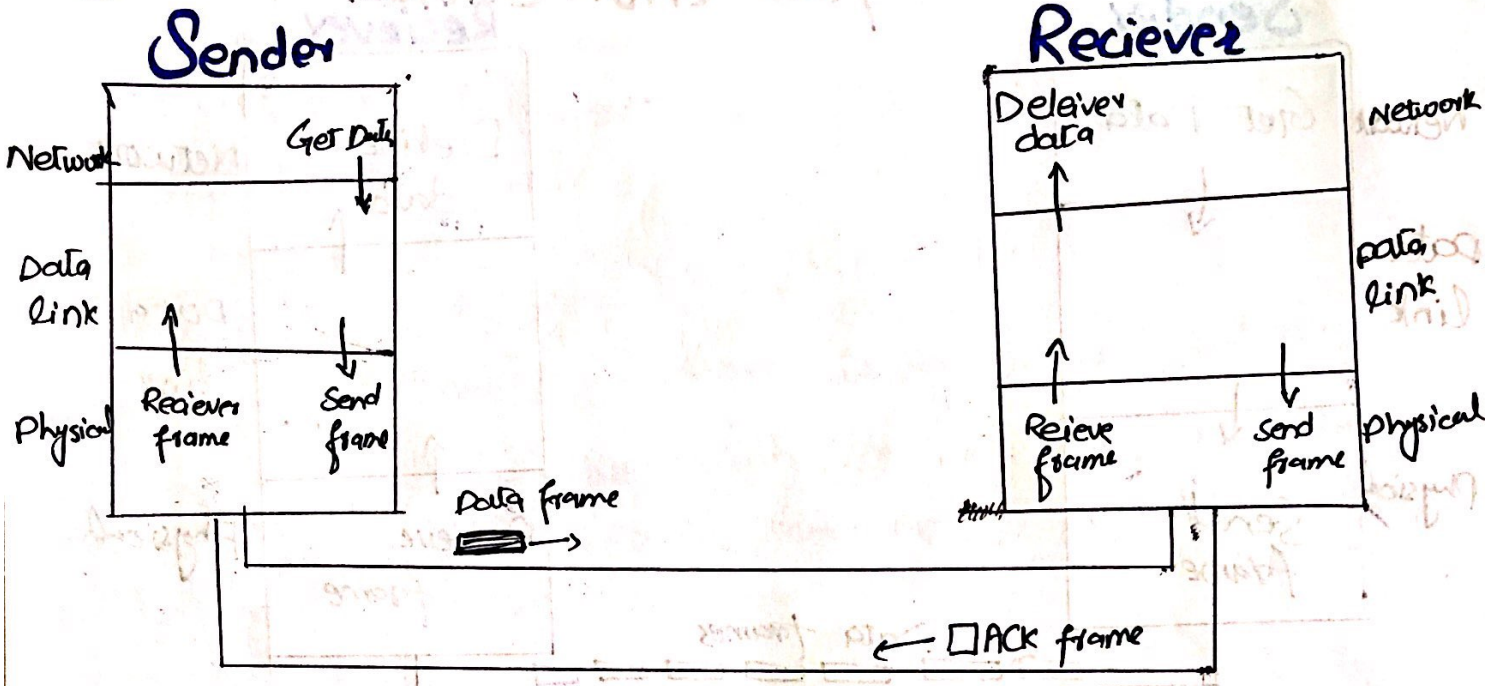 Sender
Reciever
Network
Get Data
Data
link
Reciever
frame
Send
frame
Physical
Deleiver
data
Network
Data
link
Reieve
frame
Send
frame
Physical
Data frame
ACK frame